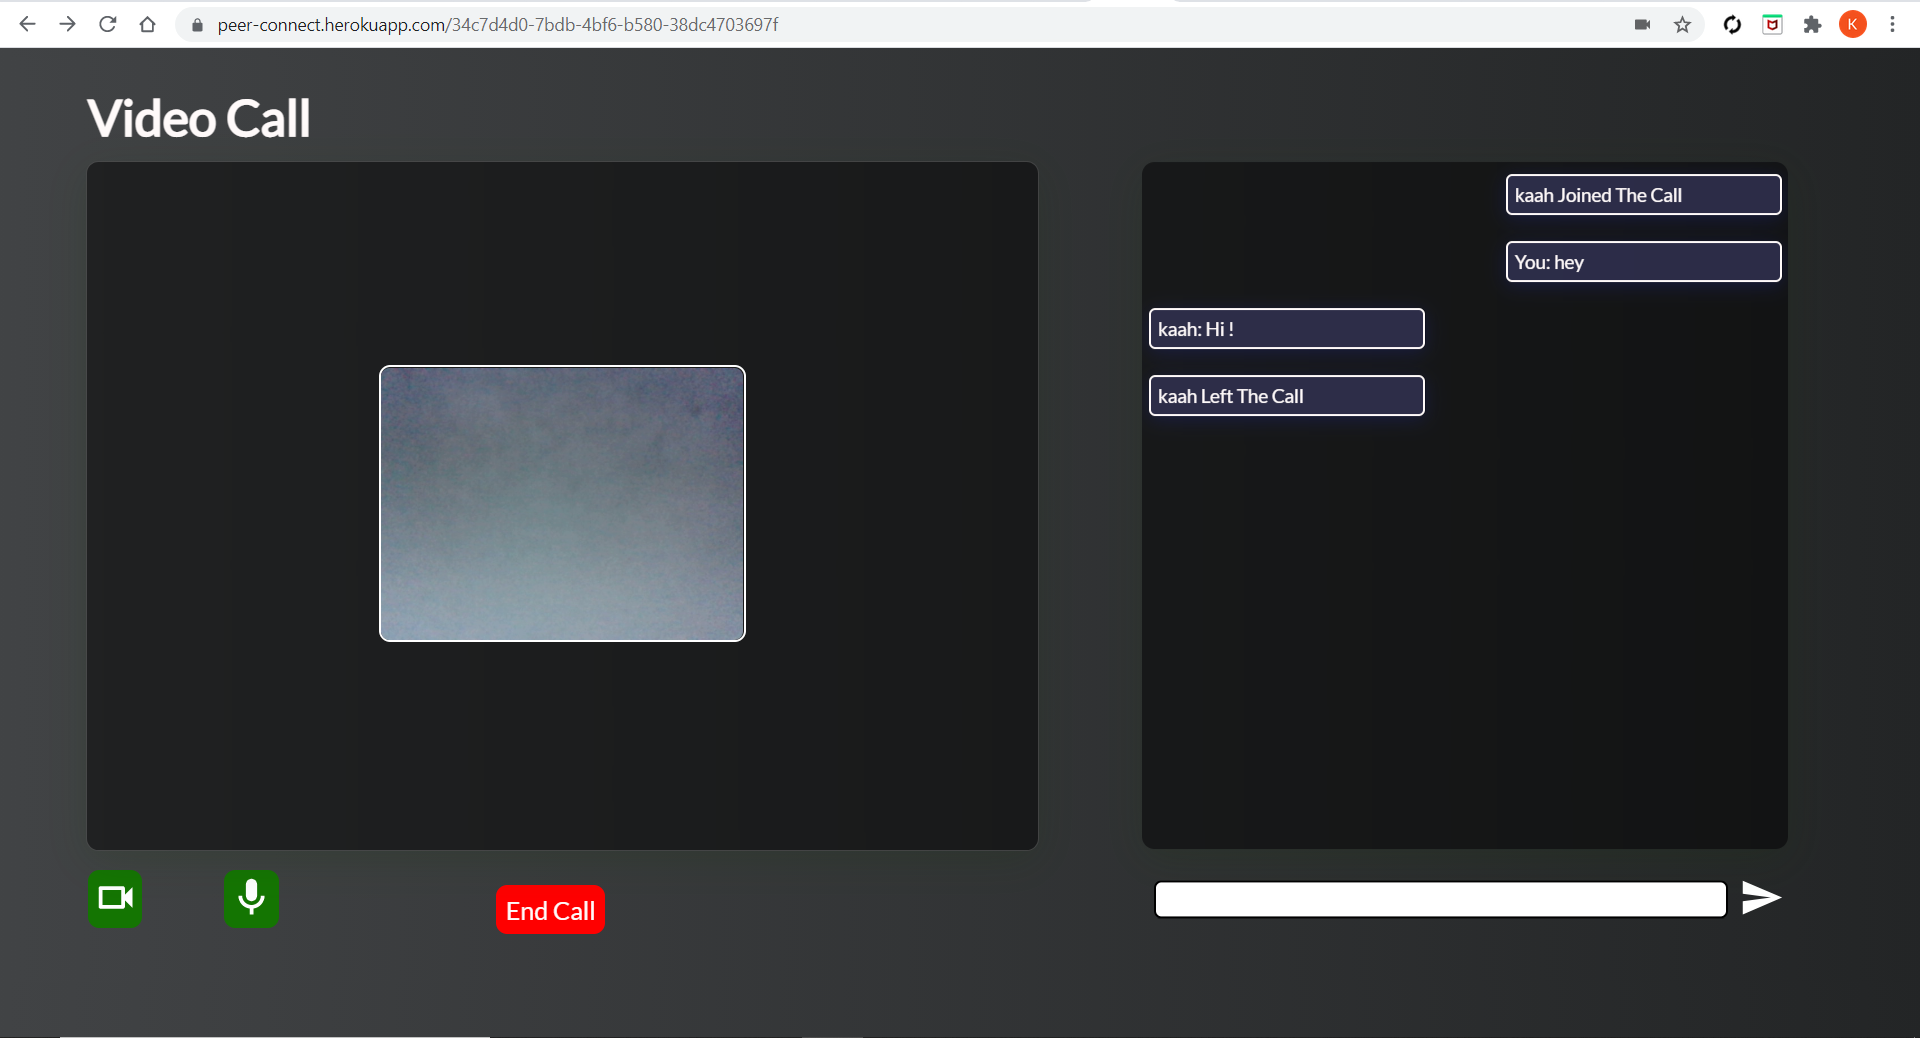 peer-connect.herokuapp.com/34c7d4d0-7bdb-4bf6-b580-38dc4703697f
K
Video Call
kaah Joined The Call
You: hey
kaah: Hi !
kaah Left The Call
End Call